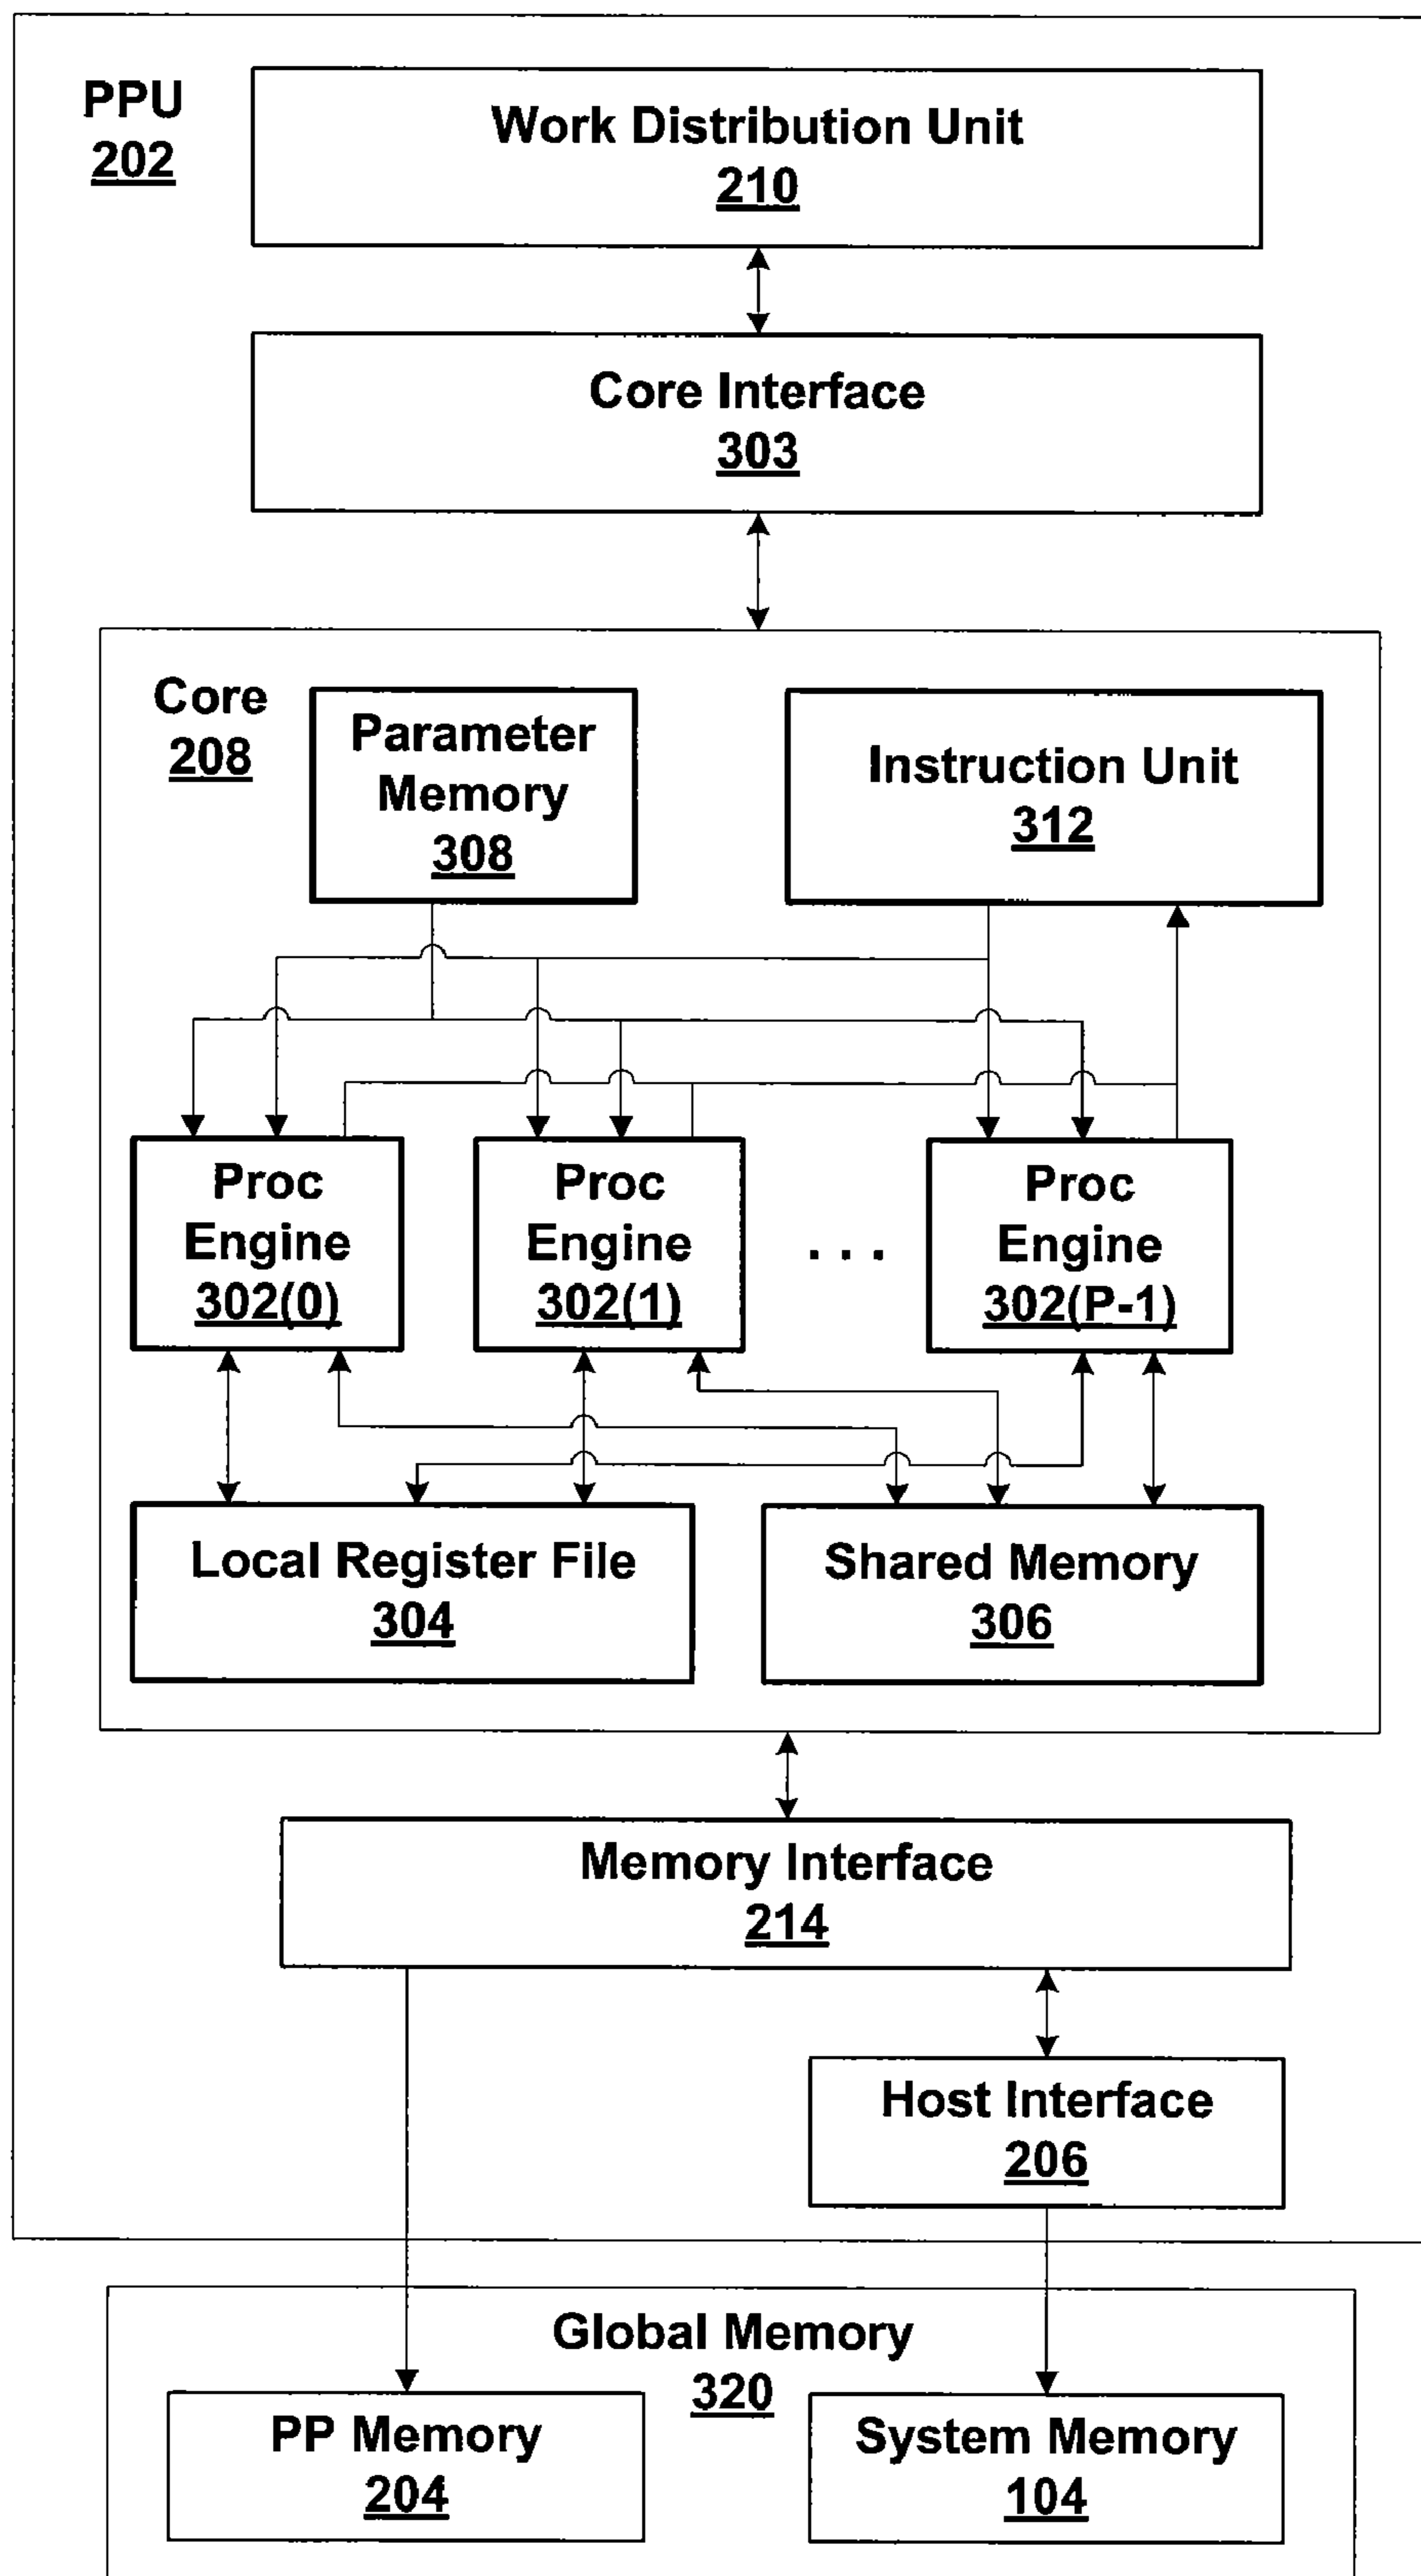 PPU
202
Work Distribution Unit
210
Core Interface
303
Core
208
Parameter
Memory
308
Instruction Unit
312
Proc
Engine
302(0)
Proc
Engine
302(1)
. . .
Proc
Engine
302(P-1)
Local Register File
304
Shared Memory
306
Memory Interface
214
Host Interface
206
Global Memory
320
PP Memory
204
System Memory
104